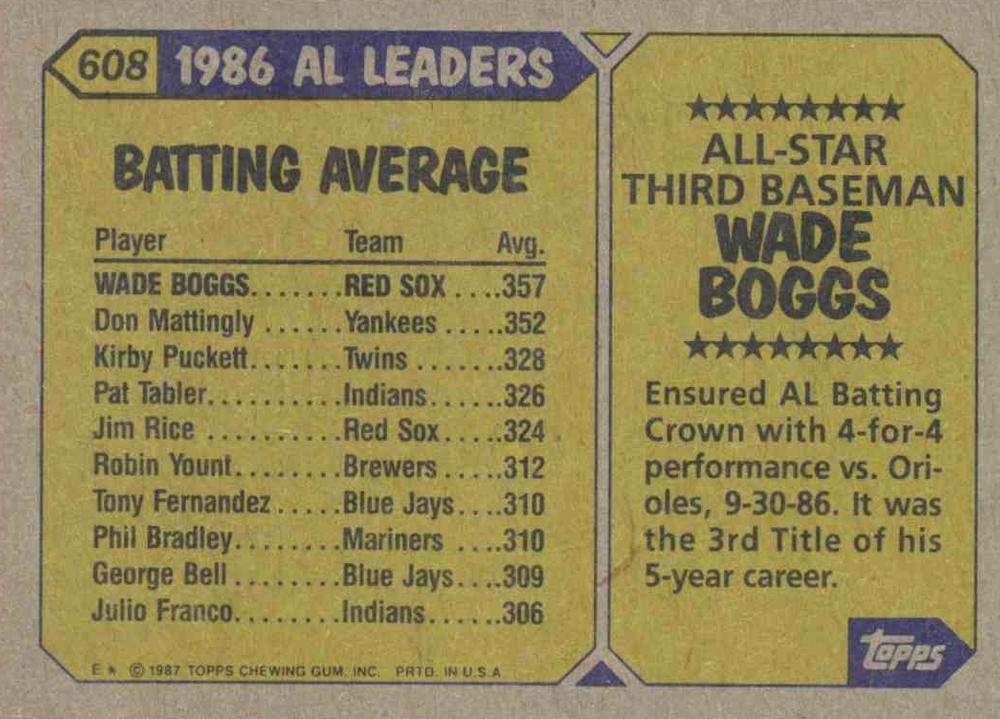 608 1986 AL LEADERS
BATTING AVERAGE
Player Team Avg.
WADE BOGGS.......RED SOX....357
Don Mattingly ......Yankees .....352
Kirby Puckett.......Twins .......328
Pat Tabler..........Indians......326
Jim Rice ..........Red Sox.....324
Robin Yount........Brewers .....312
Tony Fernandez.....Blue Jays....310
Phil Bradley........Mariners ....310
George Bell ........Blue Jays....309
Julio Franco........Indians......306
E * © 1987 TOPPS CHEWING GUM, INC. PRTD. IN U.S.A
ALL-STAR
THIRD BASEMAN
WADE
BOGGS
Ensured AL Batting
Crown with 4-for-4
performance vs. Ori-
oles, 9-30-86. It was
the 3rd Title of his
5-year career.
Topps